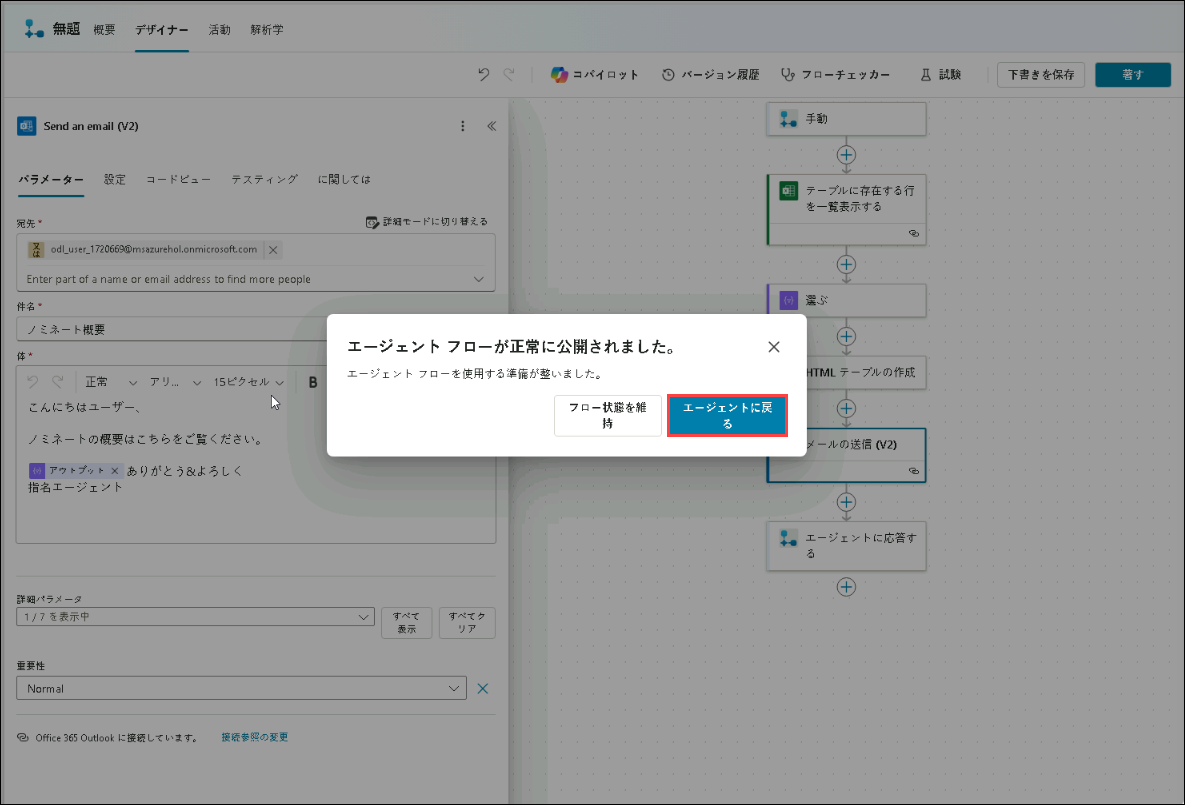 無題 概要 デザイナー 活動 解析学
コパイロット バージョン履歴 フローチェッカー 試験 下書きを保存 著す
Send an email (V2)
パラメーター 設定 コードビュー テスティング に関しては
宛先 *
詳細モードに切り替える
又は odl_user_1720669@msazurehol.onmicrosoft.com
Enter part of a name or email address to find more people
件名 *
ノミネート概要
体 *
正常 アリ... 15ピクセル B
こんにちはユーザー、
ノミネートの概要はこちらをご覧ください。
アウトプット ありがとう&よろしく
指名エージェント
詳細パラメータ
1 / 7 を表示中
すべて
表示
すべてク
リア
重要性
Normal
Office 365 Outlook に接続しています。 接続参照の変更
エージェント フローが正常に公開されました。
エージェント フローを使用する準備が整いました。
フロー状態を維
持
エージェントに戻
る
手動
テーブルに存在する行
を一覧表示する
選ぶ
HTML テーブルの作成
メールの送信 (V2)
エージェントに応答す
る